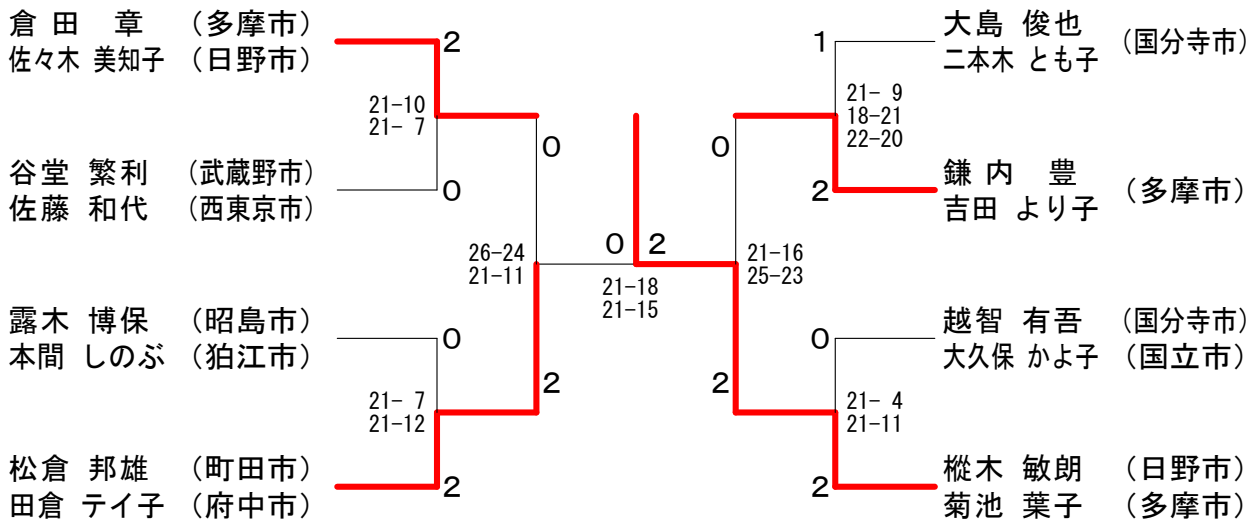 倉田 章 （多摩市）
佐々木 美知子 （日野市）
2
21-10
21- 7
谷堂 繁利 （武蔵野市）
佐藤 和代 （西東京市）
0
0
26-24
21-11
露木 博保 （昭島市）
本間 しのぶ （狛江市）
0
21- 7
21-12
2
松倉 邦雄 （町田市）
田倉 テイ子 （府中市）
2
0 2
21-18
21-15
大島 俊也 （国分寺市）
二本木 とも子
1
21- 9
18-21
22-20
鎌内 豊 （多摩市）
吉田 より子
2
0
21-16
25-23
越智 有吾 （国分寺市）
大久保 かよ子 （国立市）
0
21- 4
21-11
2
樅木 敏朗 （日野市）
菊池 葉子 （多摩市）
2